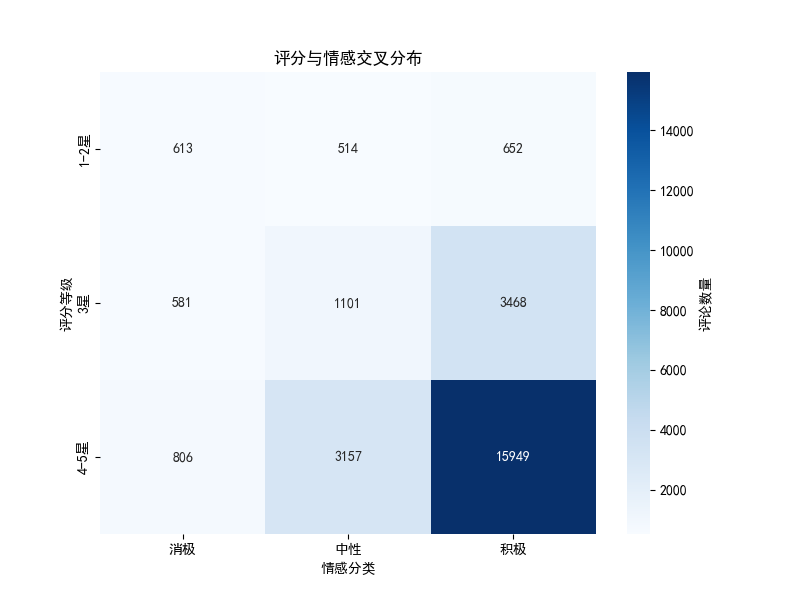 评分与情感交叉分布
评分等级
1-2星
613 514 652
3星
581 1101 3468
4-5星
806 3157 15949
消极 中性 积极
情感分类
14000
12000
10000
8000
6000
4000
2000
评论数量